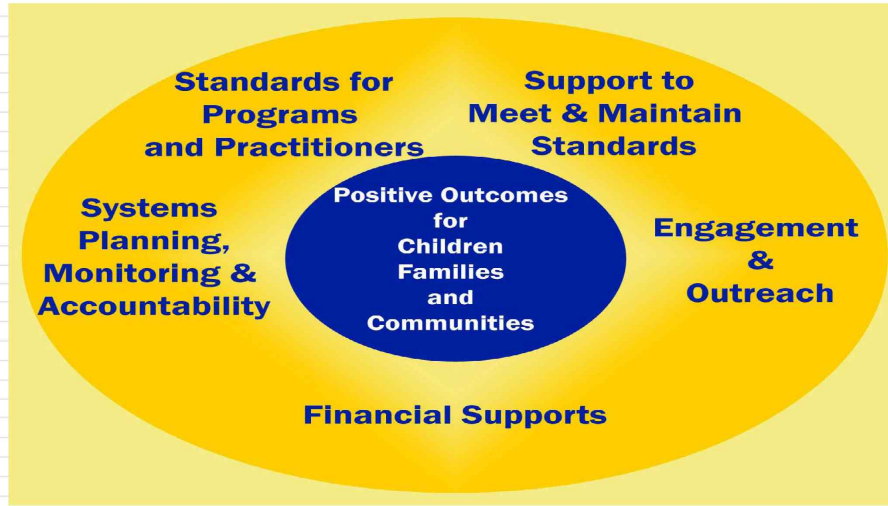 Standards for
Programs
and Practitioners
Support to
Meet & Maintain
Standards
Systems
Planning,
Monitoring &
Accountability
Positive Outcomes
for
Children
Families
and
Communities
Engagement
&
Outreach
Financial Supports